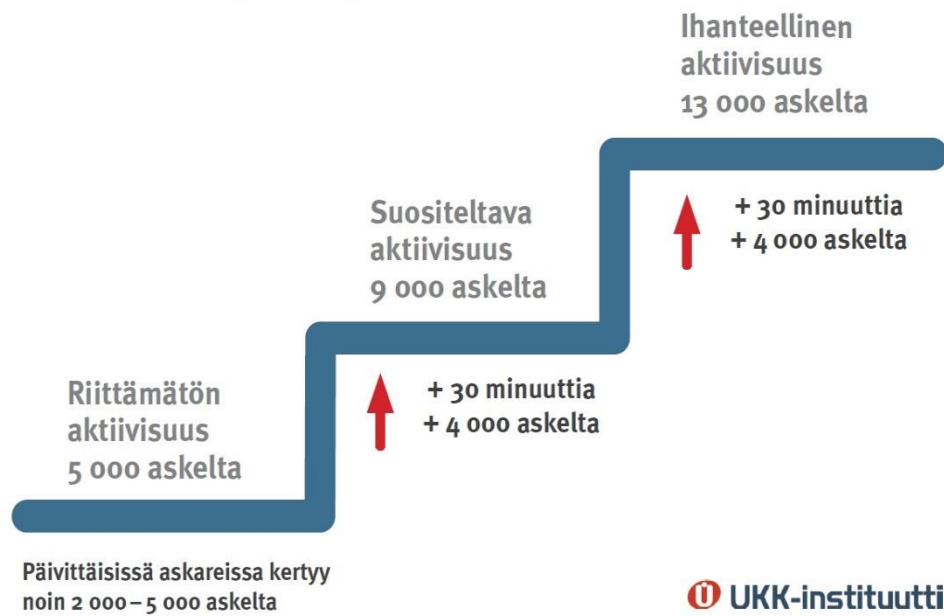 Ihanteellinen
aktiivisuus
13 000 askelta
+ 30 minuuttia
+ 4 000 askelta
Suositeltava
aktiivisuus
9 000 askelta
+ 30 minuuttia
+ 4 000 askelta
Riittämätön
aktiivisuus
5 000 askelta
Päivittäisissä askareissa kertyy
noin 2 000 – 5 000 askelta
UKK-instituutti